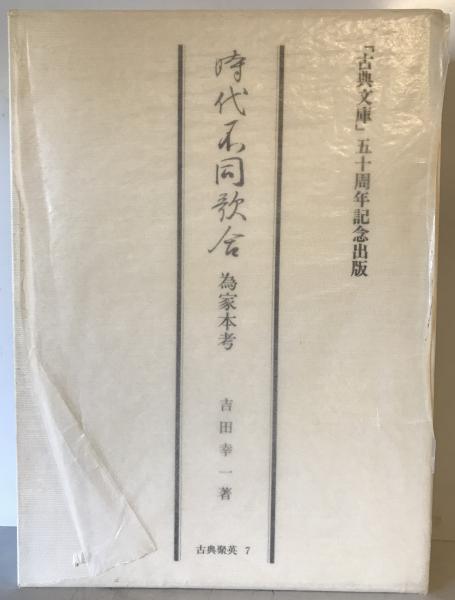 「古典文庫」五十周年記念出版
時代不同歌合 為家本考 吉田幸一著
古典聚英 7